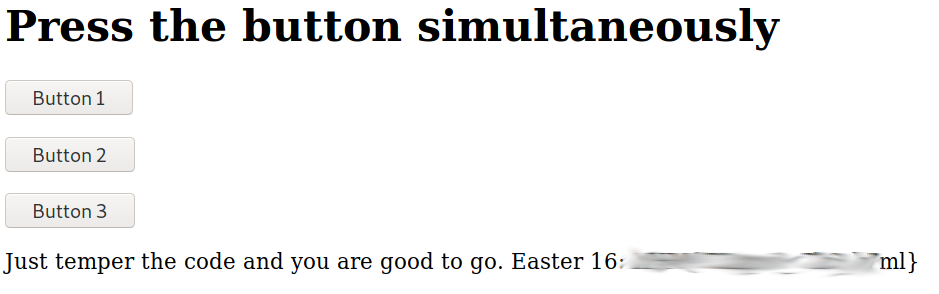 Press the button simultaneously
Button 1
Button 2
Button 3
Just temper the code and you are good to go. Easter 16: ml}